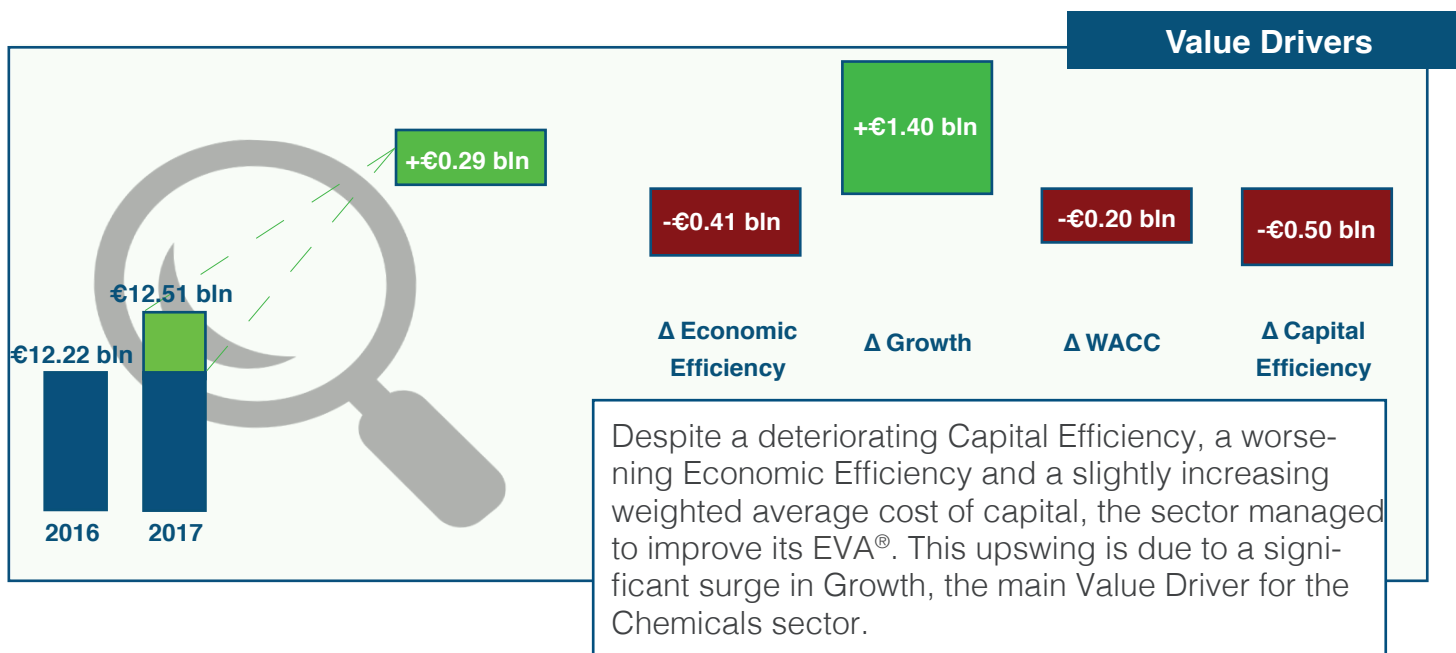 Value Drivers
+€1.40 bln
+€0.29 bln
-€0.41 bln
-€0.20 bln
-€0.50 bln
€12.51 bln
€12.22 bln
Δ Economic
Efficiency
Δ Growth
Δ WACC
Δ Capital
Efficiency
2016
2017
Despite a deteriorating Capital Efficiency, a worse-
ning Economic Efficiency and a slightly increasing
weighted average cost of capital, the sector managed
to improve its EVA®. This upswing is due to a signi-
ficant surge in Growth, the main Value Driver for the
Chemicals sector.